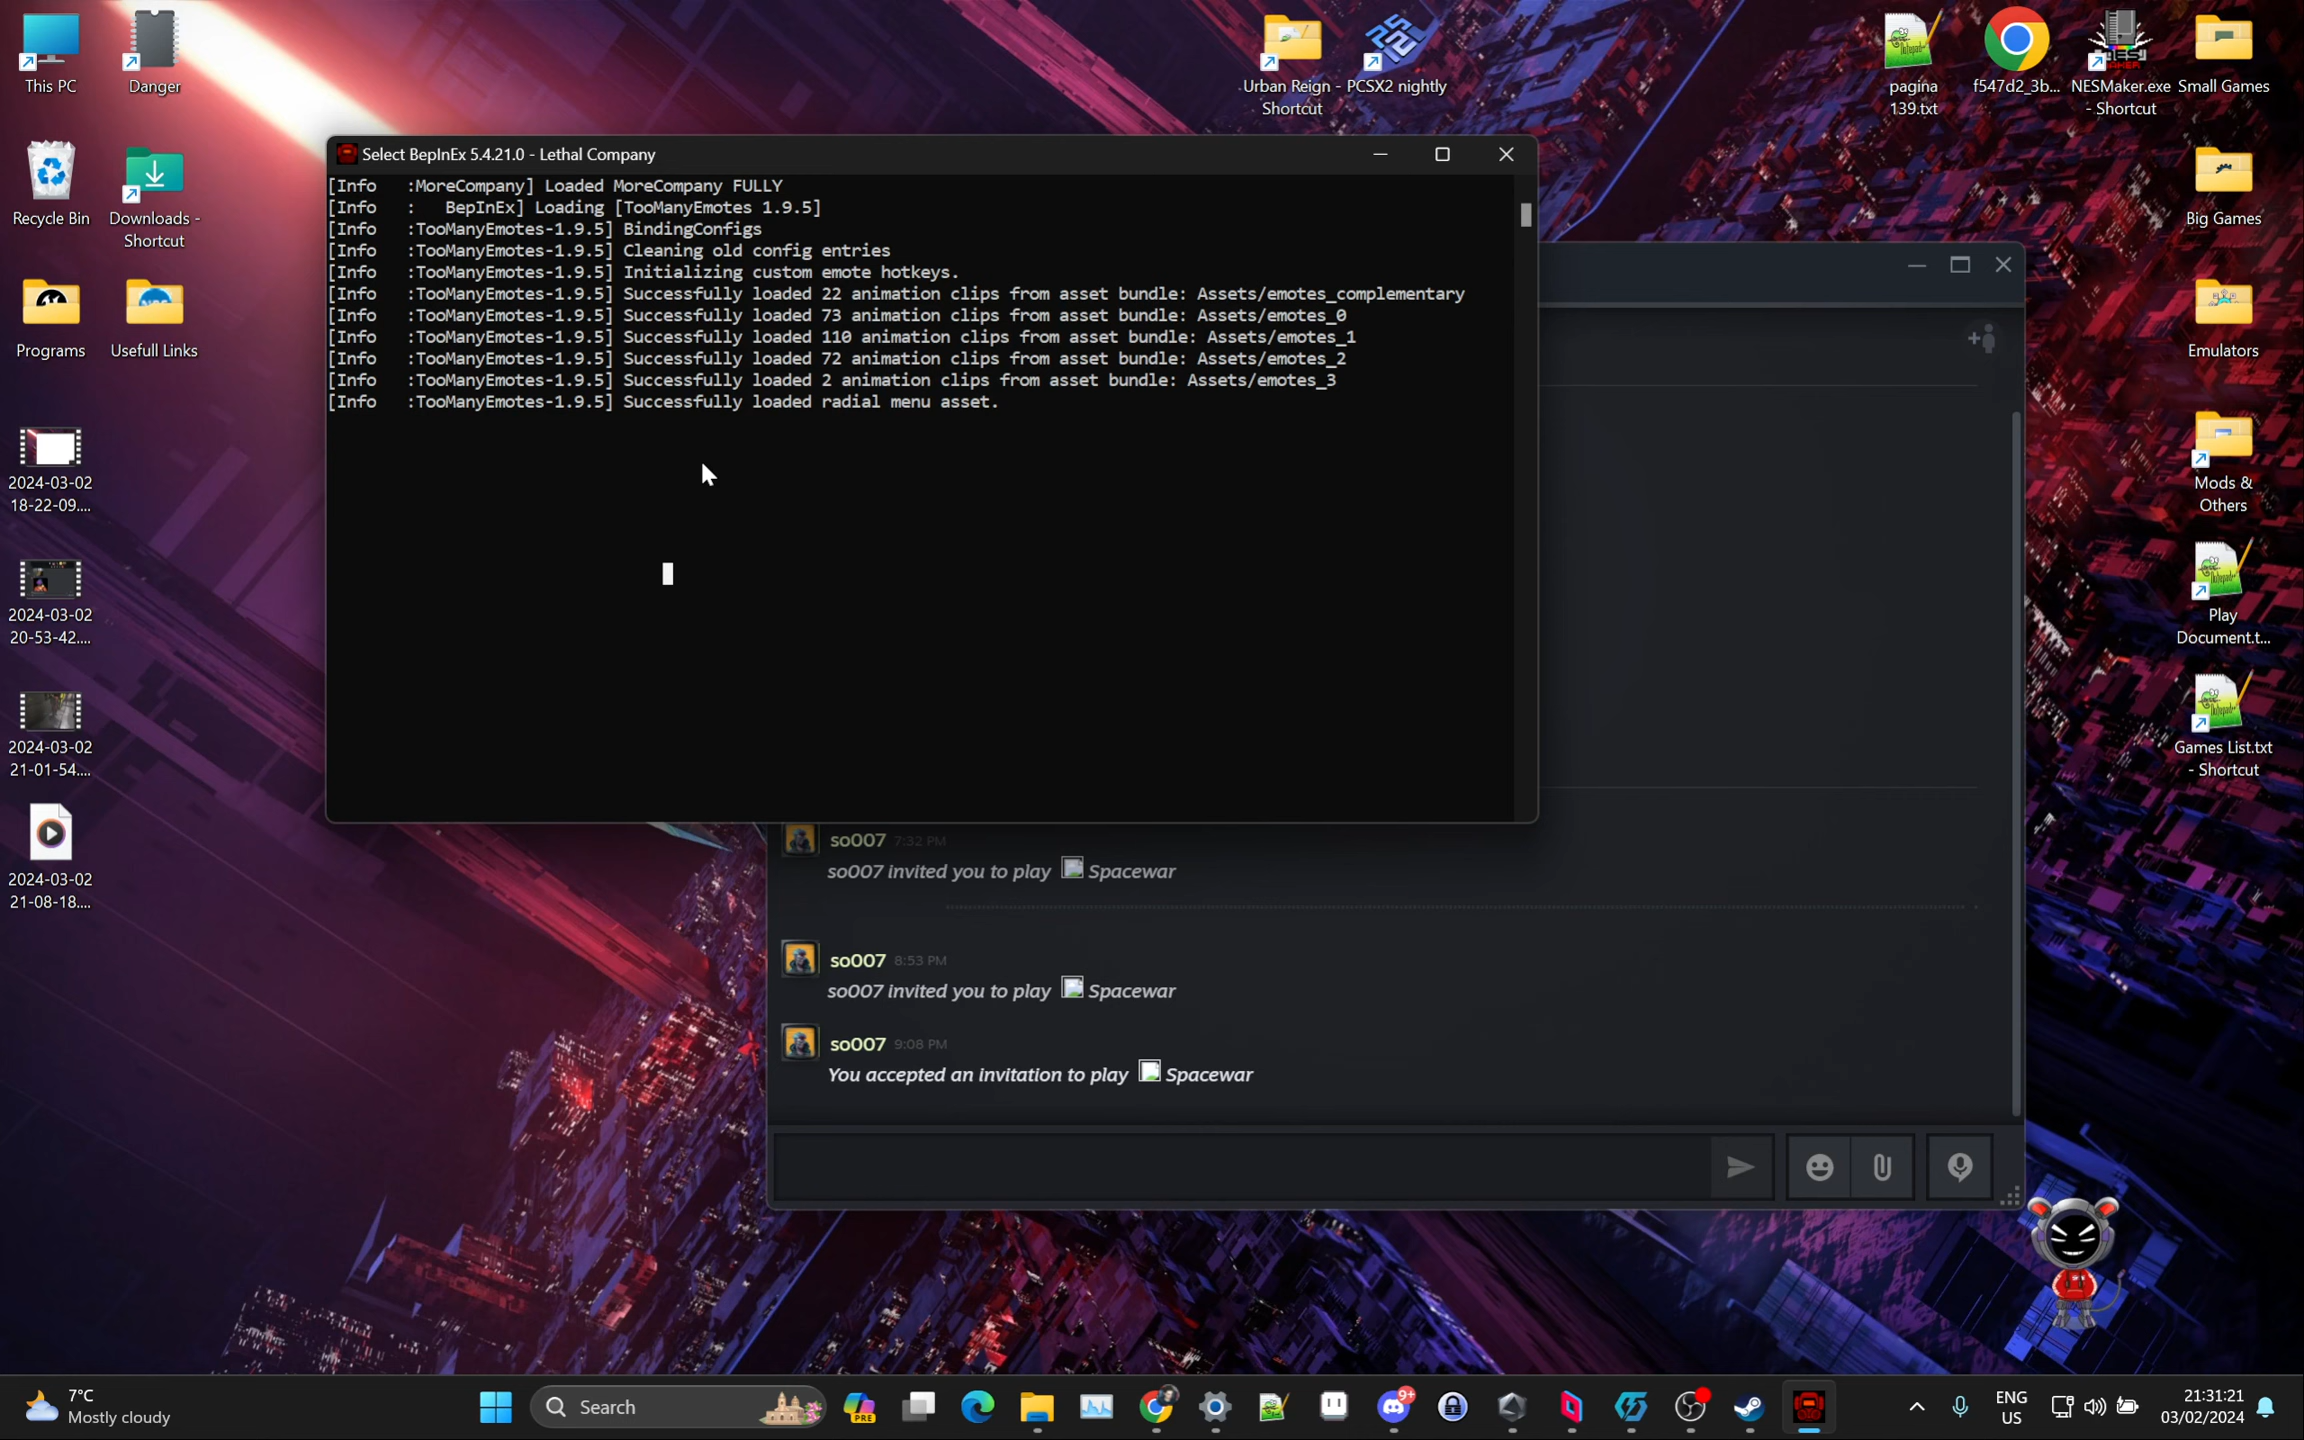 This PC
Danger
Urban Reign - Shortcut
PCSX2 nightly
pagina 139.txt
f547d2_3b...
NESMaker.exe - Shortcut
Small Games
Recycle Bin
Downloads - Shortcut
Big Games
Programs
Usefull Links
Emulators
2024-03-02 18-22-09....
Mods & Others
2024-03-02 20-53-42....
Play Document.t...
2024-03-02 21-01-54....
Games List.txt - Shortcut
2024-03-02 21-08-18....
Select BepInEx 5.4.21.0 - Lethal Company
[Info   :MoreCompany] Loaded MoreCompany FULLY
[Info   :   BepInEx] Loading [TooManyEmotes 1.9.5]
[Info   :TooManyEmotes-1.9.5] BindingConfigs
[Info   :TooManyEmotes-1.9.5] Cleaning old config entries
[Info   :TooManyEmotes-1.9.5] Initializing custom emote hotkeys.
[Info   :TooManyEmotes-1.9.5] Successfully loaded 22 animation clips from asset bundle: Assets/emotes_complementary
[Info   :TooManyEmotes-1.9.5] Successfully loaded 73 animation clips from asset bundle: Assets/emotes_0
[Info   :TooManyEmotes-1.9.5] Successfully loaded 110 animation clips from asset bundle: Assets/emotes_1
[Info   :TooManyEmotes-1.9.5] Successfully loaded 72 animation clips from asset bundle: Assets/emotes_2
[Info   :TooManyEmotes-1.9.5] Successfully loaded 2 animation clips from asset bundle: Assets/emotes_3
[Info   :TooManyEmotes-1.9.5] Successfully loaded radial menu asset.
so007 7:32 PM
so007 invited you to play Spacewar
so007 8:53 PM
so007 invited you to play Spacewar
so007 9:08 PM
You accepted an invitation to play Spacewar
7°C
Mostly cloudy
Search
PRE
9+
ENG
US
21:31:21
03/02/2024